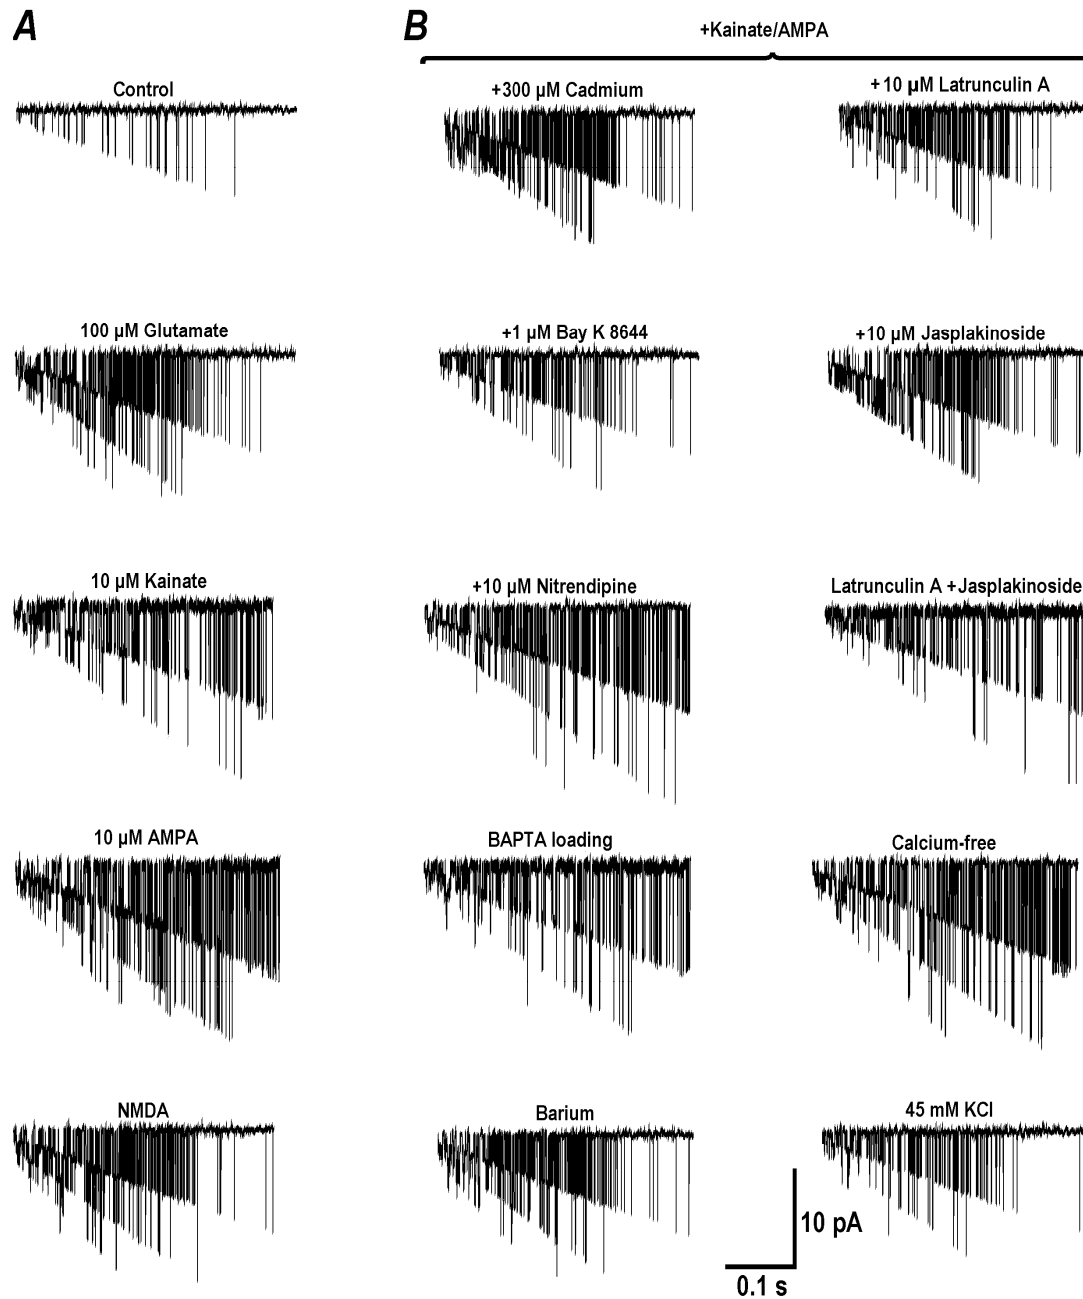 A
B
+Kainate/AMPA
Control
+300 µM Cadmium
+10 µM Latrunculin A
100 µM Glutamate
+1 µM Bay K 8644
+10 µM Jasplakinoside
10 µM Kainate
+10 µM Nitrendipine
Latrunculin A +Jasplakinoside
10 µM AMPA
BAPTA loading
Calcium-free
NMDA
Barium
45 mM KCl
10 pA
0.1 s